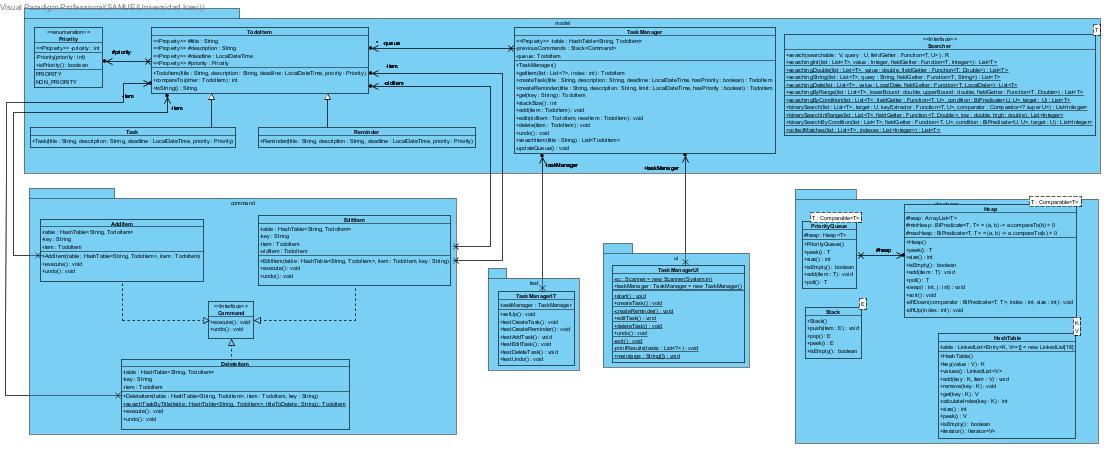 Visual Paradigm Professional(SAMUEL(Universidad Icesi))
model
<<enumeration>>
Priority
<<Property>> -priority : int
-Priority(priority : int)
+isPriority() : boolean
PRIORITY
NON_PRIORITY
#priority
TodoItem
<<Property>> #title : String
<<Property>> #description : String
<<Property>> #deadline : LocalDateTime
<<Property>> #priority : Priority
+TodoItem(title : String, description : String, deadline : LocalDateTime, priority : Priority)
+compareTo(other : TodoItem) : int
+toString() : String
-queue
-item
-oldItem
-item
-item
Task
+Task(title : String, description : String, deadline : LocalDateTime, priority : Priority)
Reminder
+Reminder(title : String, description : String, deadline : LocalDateTime, priority : Priority)
TaskManager
<<Property>> -table : HashTable<String, TodoItem>
-previousCommands : Stack<Command>
-queue : TodoItem
+TaskManager()
+getItem(list : List<?>, index : int) : TodoItem
+createTask(title : String, description : String, deadline : LocalDateTime, hasPriority : boolean) : TodoItem
+createReminder(title : String, description : String, limit : LocalDateTime, hasPriority : boolean) : TodoItem
+get(key : String) : TodoItem
+stackSize() : int
+add(item : TodoItem) : void
+edit(oldItem : TodoItem, newItem : TodoItem) : void
+delete(item : TodoItem) : void
+undo() : void
+searchItem(title : String) : List<TodoItem>
-updateQueue() : void
T
<<Interface>>
Searcher
+search(searchable : V, query : U, fieldGetter : Function<T, U>) : R
+searchingInt(list : List<T>, value : Integer, fieldGetter : Function<T, Integer>) : List<T>
+searchingDouble(list : List<T>, value : double, fieldGetter : Function<T, Double>) : List<T>
+searchingString(list : List<T>, query : String, fieldGetter : Function<T, String>) : List<T>
+searchingDate(list : List<T>, value : LocalDate, fieldGetter : Function<T, LocalDate>) : List<T>
+searchingByRange(list : List<T>, lowerBound : double, upperBound : double, fieldGetter : Function<T, Double>) : List<T>
+searchingByCondition(list : List<T>, fieldGetter : Function<T, U>, condition : BiPredicate<U, U>, target : U) : List<T>
+binarySearch(list : List<T>, target : U, keyExtractor : Function<T, U>, comparator : Comparator<? super U>) : List<Integer>
+binarySearchInRange(list : List<T>, fieldGetter : Function<T, Double>, low : double, high : double) : List<Integer>
+binarySearchByCondition(list : List<T>, fieldGetter : Function<T, U>, condition : BiPredicate<U, U>, target : U) : List<Integer>
+collectMatches(list : List<T>, indexes : List<Integer>) : List<T>
-taskManager
-taskManager
command
AddItem
-table : HashTable<String, TodoItem>
-key : String
-item : TodoItem
+AddItem(table : HashTable<String, TodoItem>, item : TodoItem)
+execute() : void
+undo() : void
EditItem
-table : HashTable<String, TodoItem>
-key : String
-item : TodoItem
-oldItem : TodoItem
+EditItem(table : HashTable<String, TodoItem>, item : TodoItem, key : String)
+execute() : void
+undo() : void
<<Interface>>
Command
+execute() : void
+undo() : void
DeleteItem
-table : HashTable<String, TodoItem>
-key : String
-item : TodoItem
+DeleteItem(table : HashTable<String, TodoItem>, item : TodoItem, key : String)
+searchTaskByTitle(table : HashTable<String, TodoItem>, titleToDelete : String) : TodoItem
+execute() : void
+undo() : void
test
TaskManagerIT
-taskManager : TaskManager
+setUp() : void
+testCreateTask() : void
+testCreateReminder() : void
+testAddTask() : void
+testEditTask() : void
+testDeleteTask() : void
+testUndo() : void
ui
TaskManagerUI
-sc : Scanner = new Scanner(System.in)
-taskManager : TaskManager = new TaskManager()
+start() : void
-createTask() : void
-createReminder() : void
+editTask() : void
-deleteTask() : void
+undo() : void
-exit() : void
-printResults(tasks : List<?>) : void
+main(args : String[]) : void
T : Comparable<T>
PriorityQueue
#heap : Heap<T>
+PriorityQueue()
+peek() : T
+size() : int
+isEmpty() : boolean
+add(item : T) : void
+poll() : T
#heap
T : Comparable<T>
Heap
#heap : ArrayList<T>
#minHeap : BiPredicate<T, T> = (a, b) -> a.compareTo(b) < 0
#maxHeap : BiPredicate<T, T> = (a, b) -> a.compareTo(b) > 0
+Heap()
+peek() : T
+size() : int
+isEmpty() : boolean
+add(item : T) : void
+poll() : T
-swap(i : int, j : int) : void
+sort() : void
-siftDown(comparator : BiPredicate<T, T>, index : int, size : int) : void
-siftUp(index : int) : void
E
Stack
+Stack()
+push(item : E) : void
+pop() : E
+peek() : E
+isEmpty() : boolean
K
V
HashTable
-table : LinkedList<Entry<K, V>>[] = new LinkedList[16]
+HashTable()
+key(value : V) : K
+values() : LinkedList<V>
+add(key : K, item : V) : void
+remove(key : K) : void
+get(key : K) : V
-calculateIndex(key : K) : int
+size() : int
+peek() : V
+isEmpty() : boolean
+iterator() : Iterator<V>